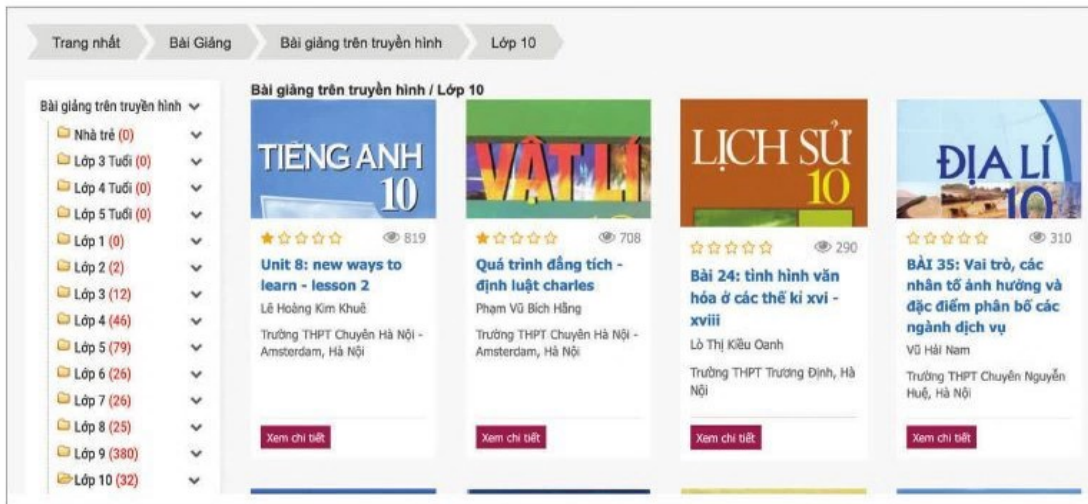 Trang nhất
Bài Giảng
Bài giảng trên truyền hình
Lớp 10
Bài giảng trên truyền hình
Nhà trẻ (0)
Lớp 3 Tuổi (0)
Lớp 4 Tuổi (0)
Lớp 5 Tuổi (0)
Lớp 1 (0)
Lớp 2 (2)
Lớp 3 (12)
Lớp 4 (46)
Lớp 5 (79)
Lớp 6 (26)
Lớp 7 (26)
Lớp 8 (25)
Lớp 9 (380)
Lớp 10 (32)
Bài giảng trên truyền hình / Lớp 10
TIẾNG ANH
10
819
Unit 8: new ways to
learn - lesson 2
Lê Hoàng Kim Khuê
Trường THPT Chuyên Hà Nội -
Amsterdam, Hà Nội
Xem chi tiết
VẬT LÍ
708
Quá trình đẳng tích -
định luật charles
Phạm Vũ Bích Hằng
Trường THPT Chuyên Hà Nội -
Amsterdam, Hà Nội
Xem chi tiết
LỊCH SỬ
10
290
Bài 24: tình hình văn
hóa ở các thế kỉ xvi -
xviii
Lò Thị Kiều Oanh
Trường THPT Trương Định, Hà
Nội
Xem chi tiết
ĐỊA LÍ
10
310
BÀI 35: Vai trò, các
nhân tố ảnh hưởng và
đặc điểm phân bố các
ngành dịch vụ
Vũ Hải Nam
Trường THPT Chuyên Nguyễn
Huệ, Hà Nội
Xem chi tiết